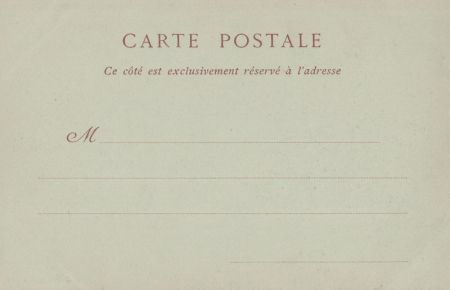 CARTE POSTALE
Ce côté est exclusivement réservé à l'adresse
M